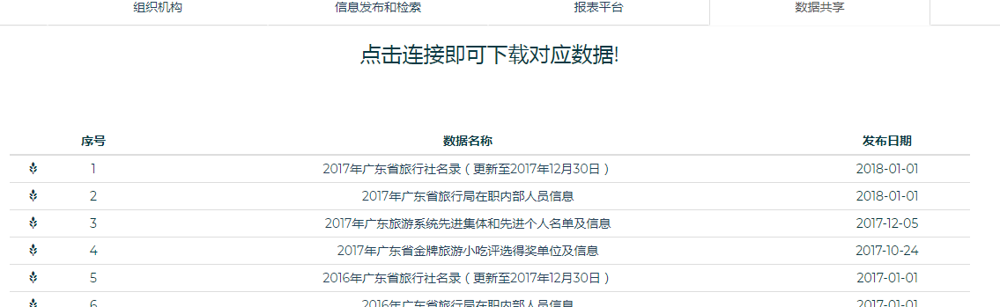 组织机构 信息发布和检索 报表平台 数据共享
点击连接即可下载对应数据!
序号 数据名称 发布日期
1 2017年广东省旅行社名录（更新至2017年12月30日） 2018-01-01
2 2017年广东省旅行局在职内部人员信息 2018-01-01
3 2017年广东旅游系统先进集体和先进个人名单及信息 2017-12-05
4 2017年广东省金牌旅游小吃评选得奖单位及信息 2017-10-24
5 2016年广东省旅行社名录（更新至2017年12月30日） 2017-01-01
6 2016年广东省旅行局在职内部人员信息 2017-01-01